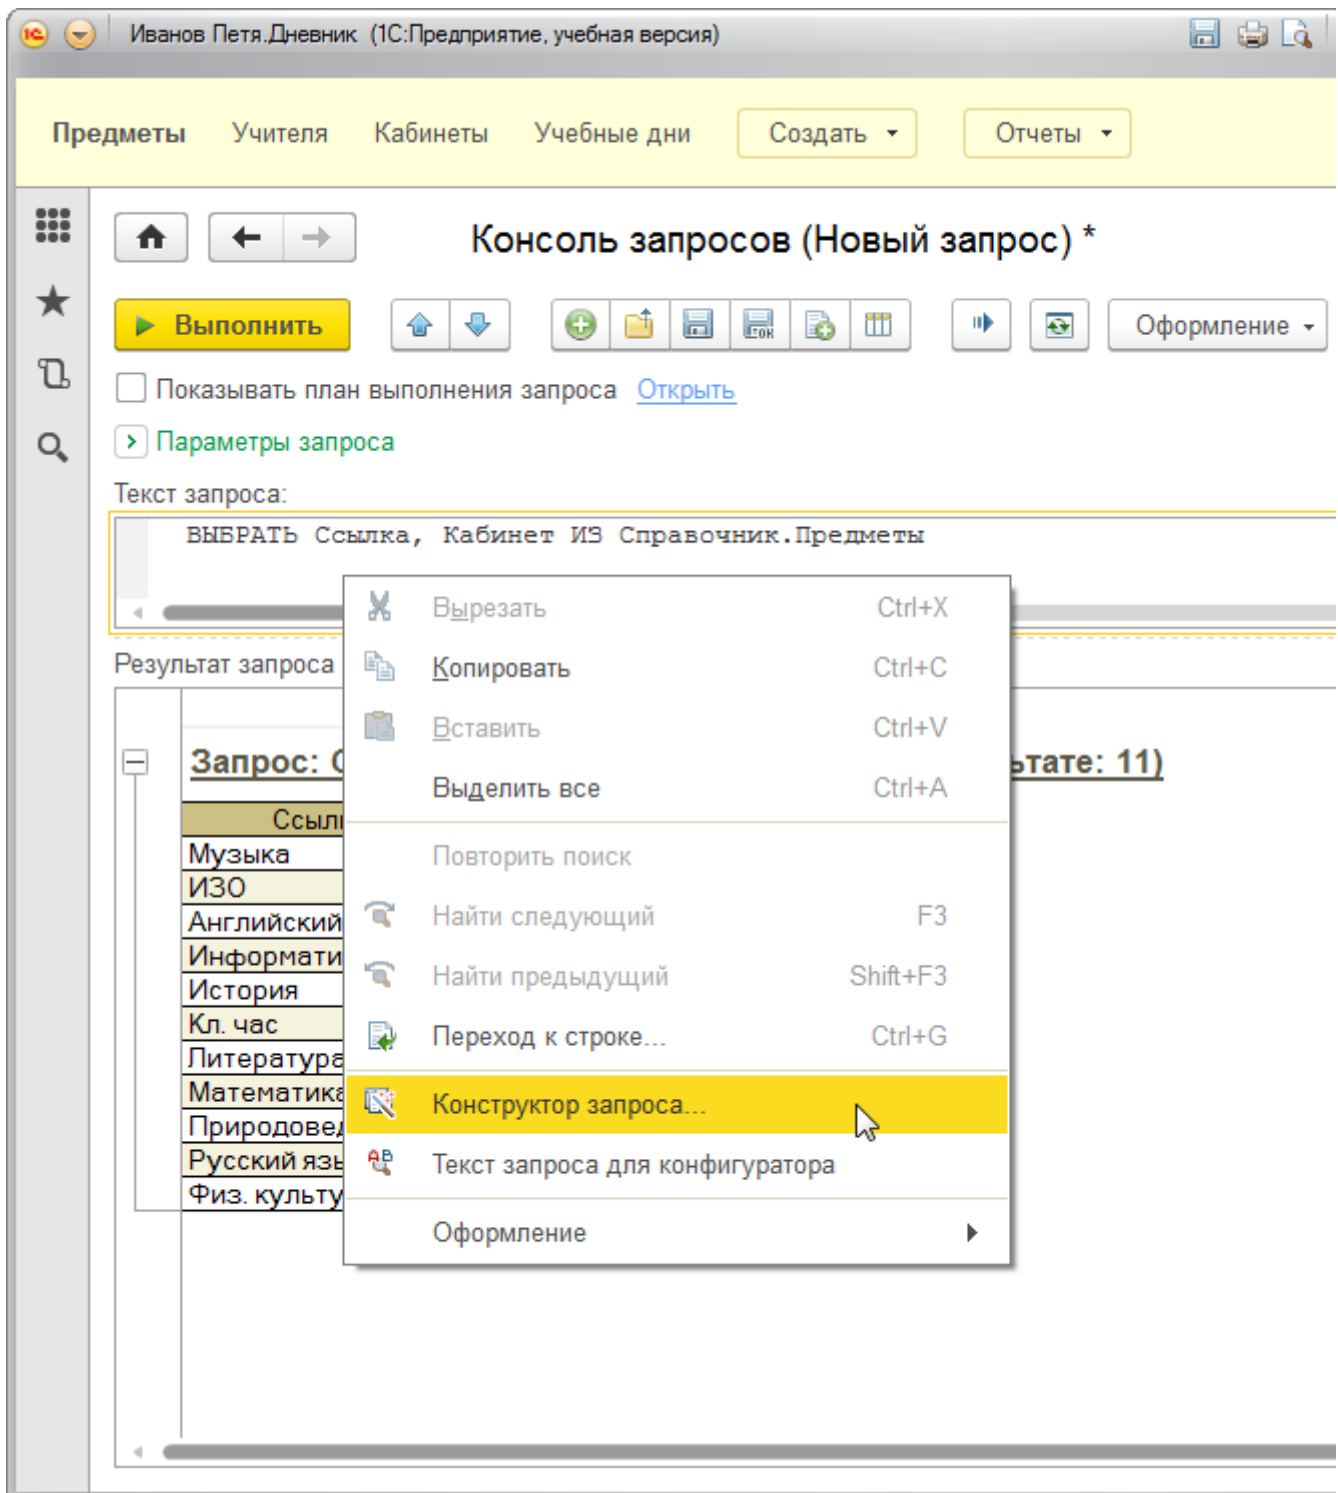 Иванов Петя.Дневник (1С:Предприятие, учебная версия)
Предметы Учителя Кабинеты Учебные дни Создать Отчеты
Консоль запросов (Новый запрос) *
Выполнить Оформление
Показывать план выполнения запроса Открыть
Параметры запроса
Текст запроса:
ВЫБРАТЬ Ссылка, Кабинет ИЗ Справочник.Предметы
Результат запроса
Запрос:
11)
Музыка
ИЗО
Английский
История
Кл. час
Литература
Вырезать Ctrl+X
Копировать Ctrl+C
Вставить Ctrl+V
Выделить все Ctrl+A
Повторить поиск
Найти следующий F3
Найти предыдущий Shift+F3
Переход к строке... Ctrl+G
Конструктор запроса...
Текст запроса для конфигуратора
Оформление